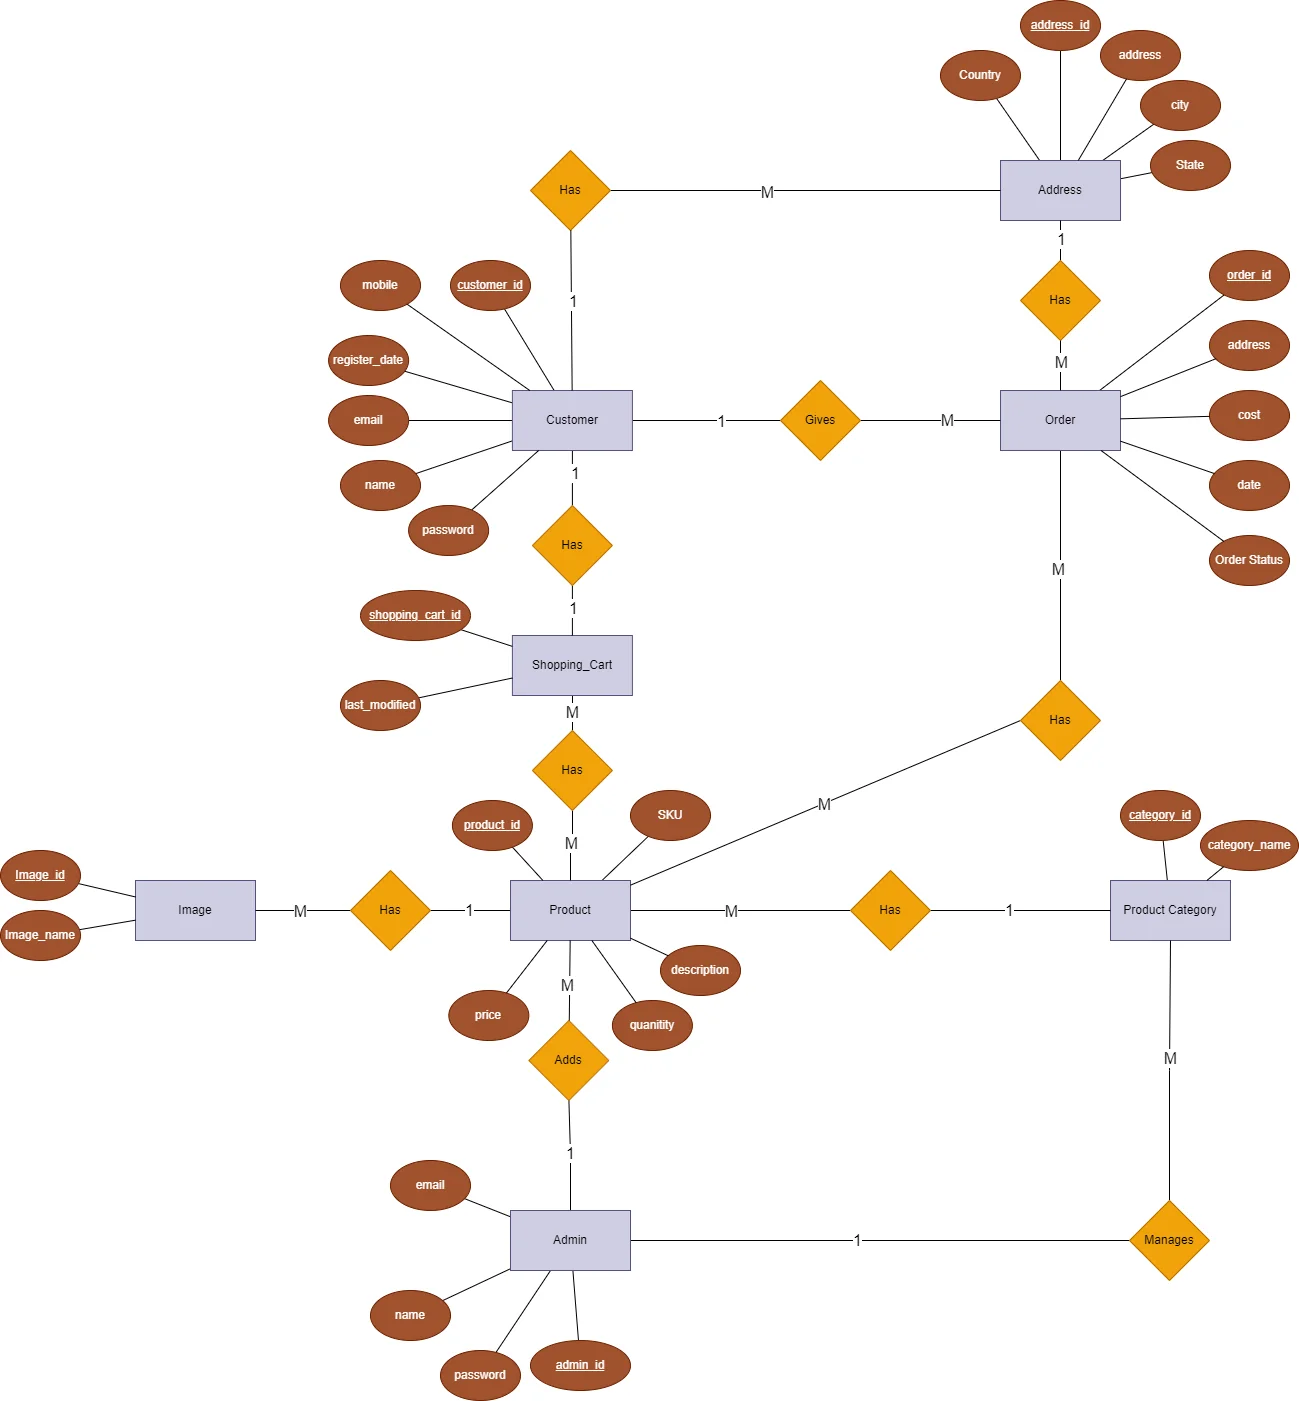 address_id
address
Country
city
State
Has
M
Address
1
1
Has
M
mobile
customer_id
order_id
register_date
address
email
Customer
1
Gives
M
Order
cost
name
date
password
1
Has
1
Order Status
M
shopping_cart_id
Shopping_Cart
last_modified
M
Has
Has
M
M
product_id
SKU
category_id
category_name
Image_id
Image
M
Has
1
Product
M
Has
1
Product Category
Image_name
description
M
price
quanitity
Adds
M
1
email
Admin
1
Manages
name
password
admin_id